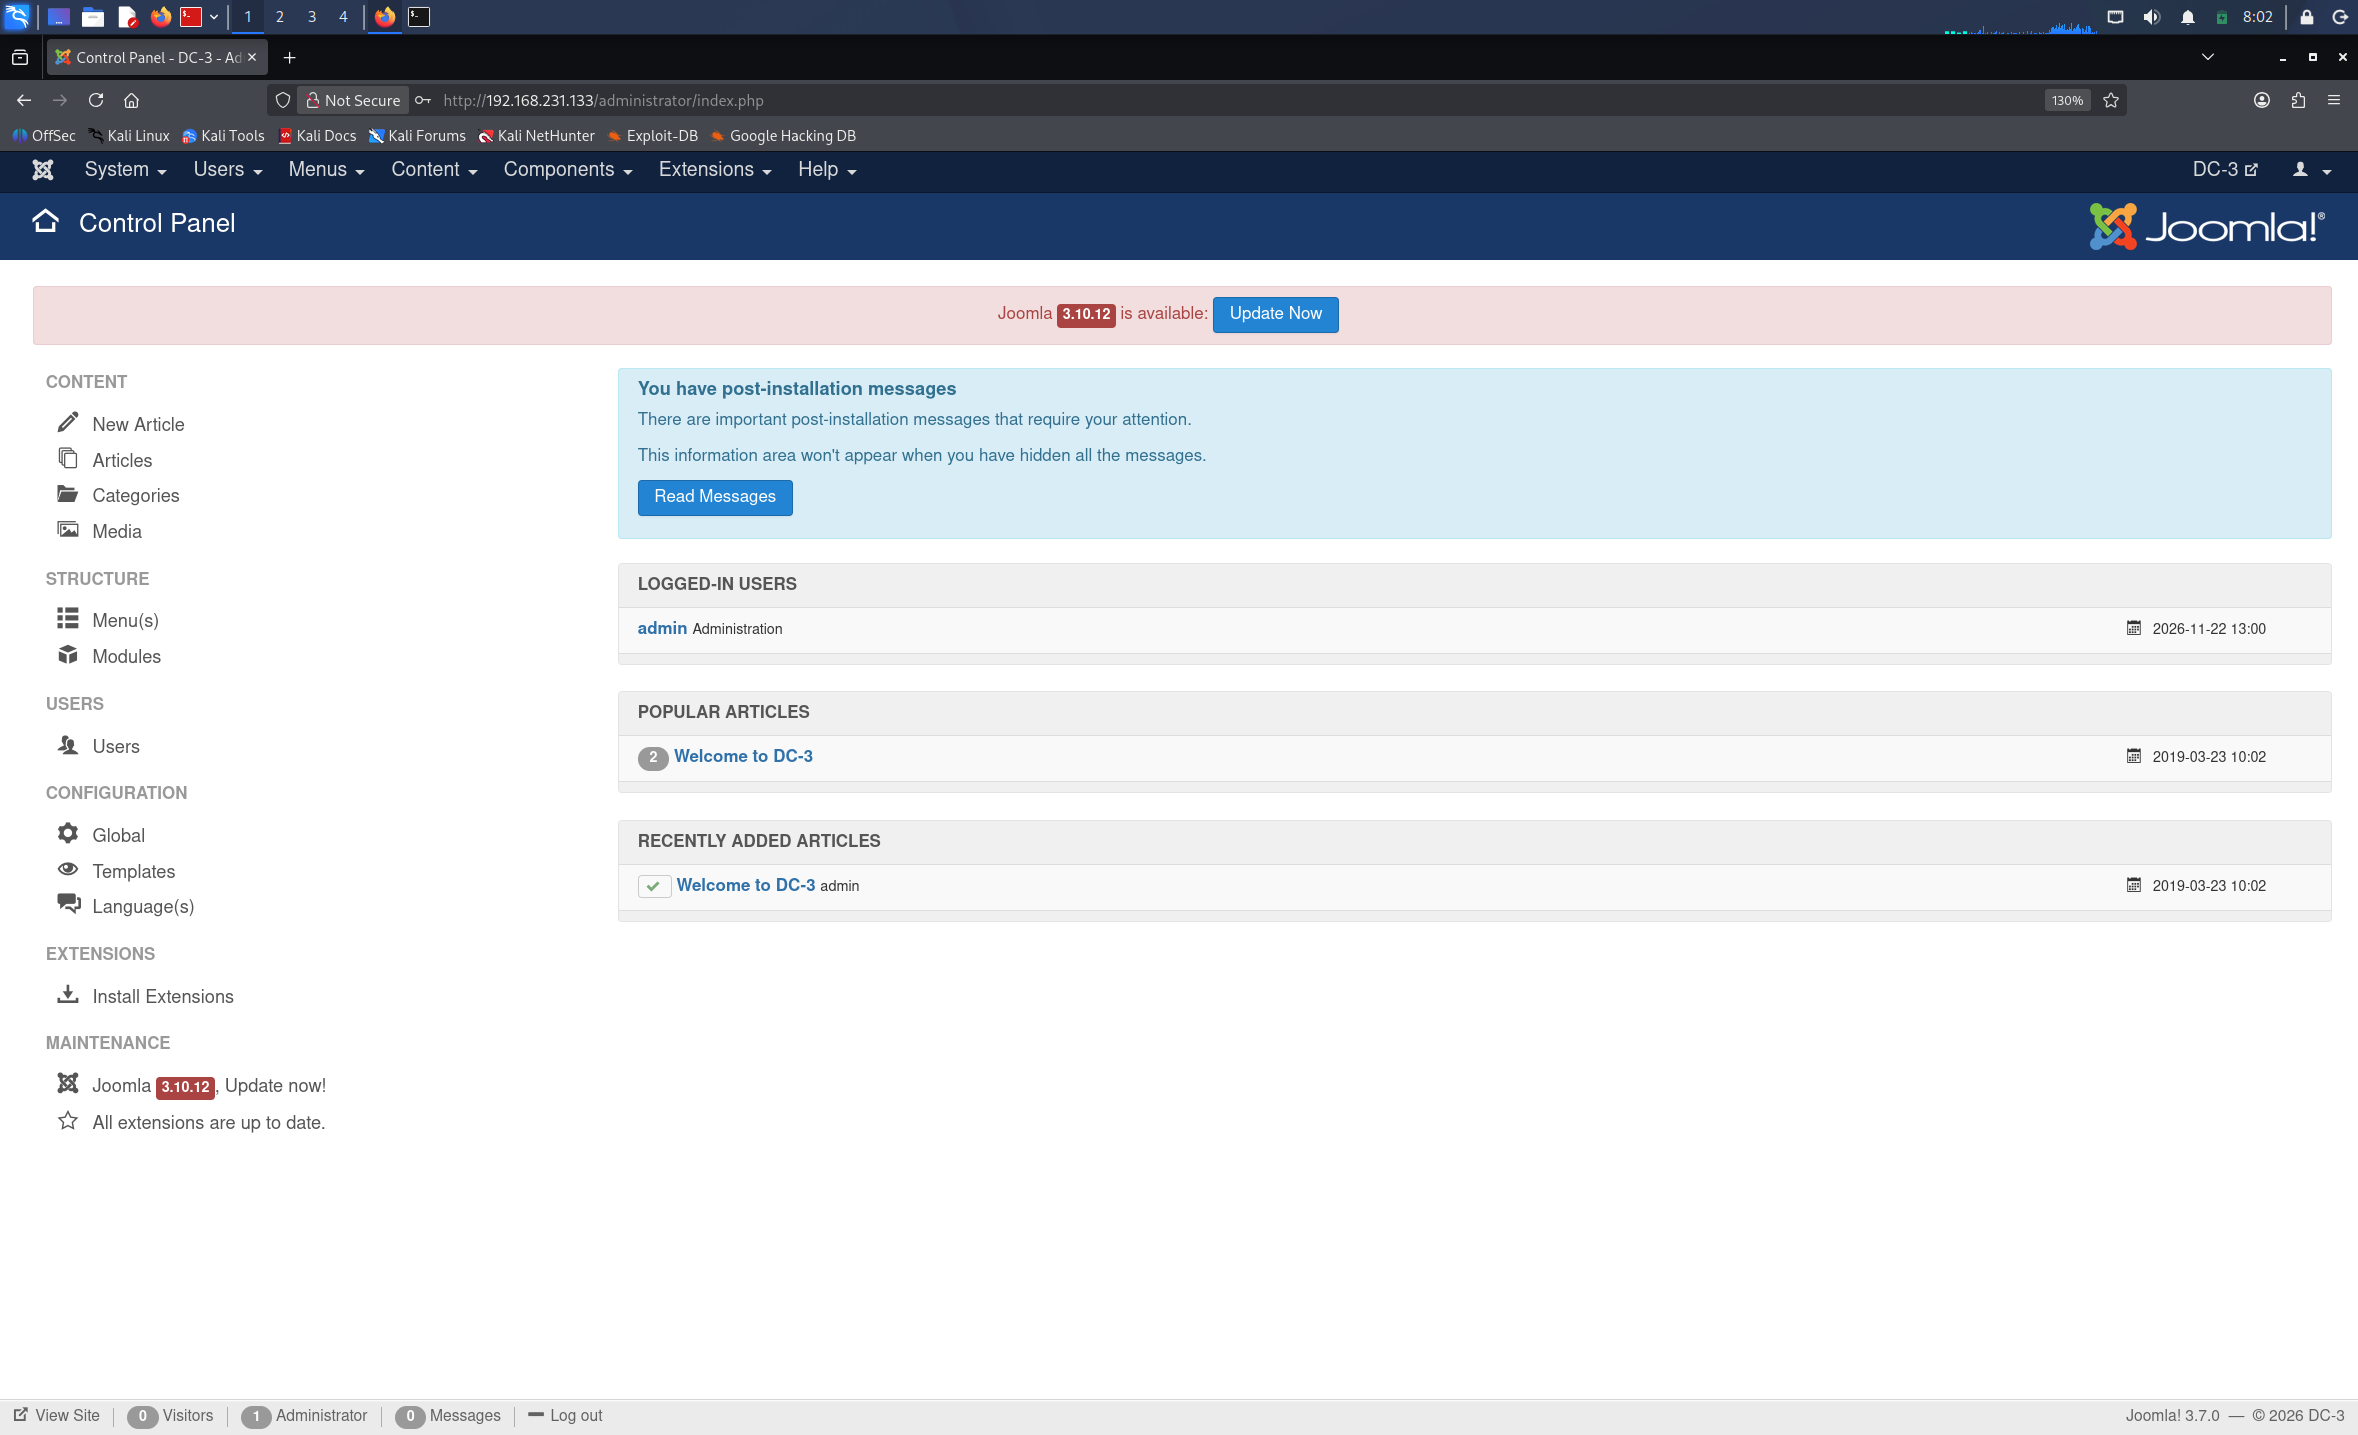 1 2 3 4
8:02
Control Panel - DC-3 - Ad
Not Secure
http://192.168.231.133/administrator/index.php
130%
OffSec Kali Linux Kali Tools Kali Docs Kali Forums Kali NetHunter Exploit-DB Google Hacking DB
System Users Menus Content Components Extensions Help
DC-3
Control Panel
Joomla!®
Joomla 3.10.12 is available: Update Now
CONTENT
New Article
Articles
Categories
Media
STRUCTURE
Menu(s)
Modules
USERS
Users
CONFIGURATION
Global
Templates
Language(s)
EXTENSIONS
Install Extensions
MAINTENANCE
Joomla 3.10.12, Update now!
All extensions are up to date.
You have post-installation messages
There are important post-installation messages that require your attention.
This information area won't appear when you have hidden all the messages.
Read Messages
LOGGED-IN USERS
admin Administration 2026-11-22 13:00
POPULAR ARTICLES
2 Welcome to DC-3 2019-03-23 10:02
RECENTLY ADDED ARTICLES
Welcome to DC-3 admin 2019-03-23 10:02
View Site 0 Visitors 1 Administrator 0 Messages Log out
Joomla! 3.7.0 — © 2026 DC-3